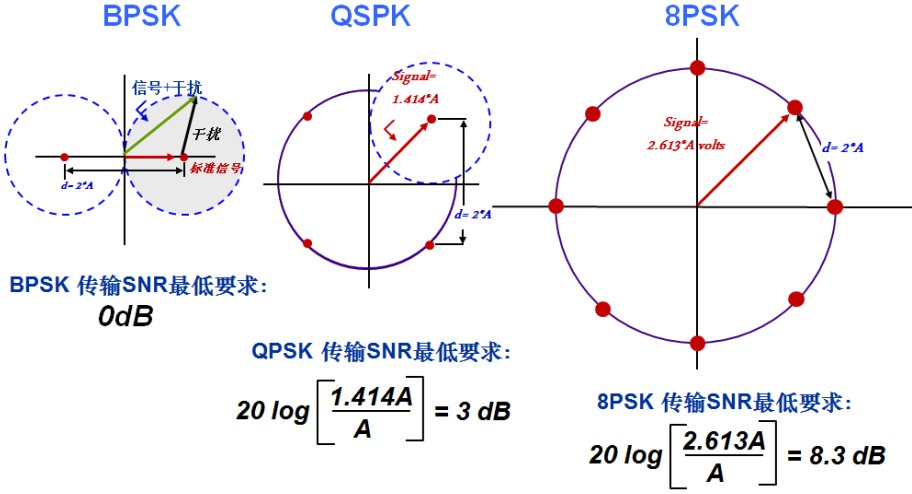 BPSK
QSPK
8PSK
信号+干扰
干扰
标准信号
d= 2*A
BPSK 传输SNR最低要求:
0dB
Signal=
1.414*A
d= 2*A
QPSK 传输SNR最低要求:
20 log [1.414A / A] = 3 dB
Signal=
2.613*A volts
d= 2*A
8PSK 传输SNR最低要求:
20 log [2.613A / A] = 8.3 dB